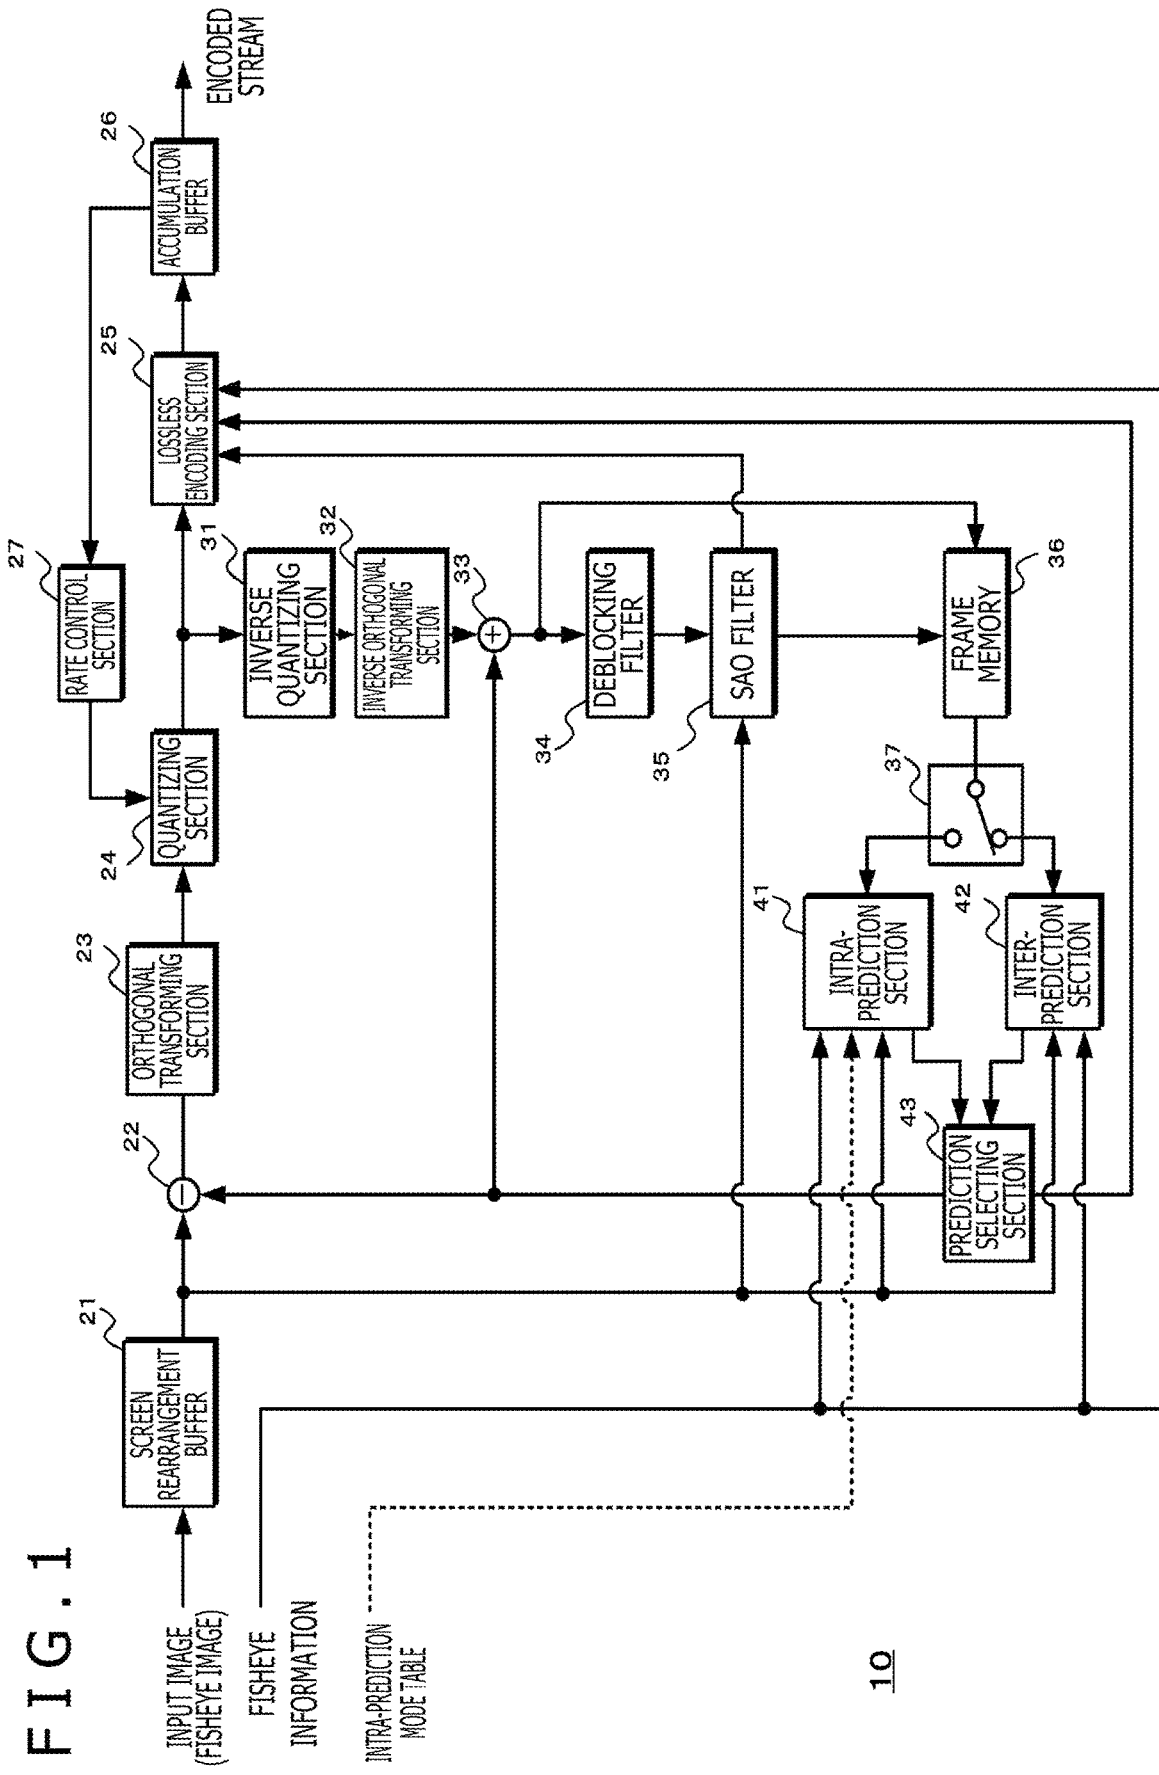 FIG. 1
INPUT IMAGE
(FISHEYE IMAGE)
FISHEYE
INFORMATION
INTRA-PREDICTION
MODE TABLE
10
21
SCREEN
REARRANGEMENT
BUFFER
22
−
23
ORTHOGONAL
TRANSFORMING
SECTION
24
QUANTIZING
SECTION
27
RATE CONTROL
SECTION
25
LOSSLESS
ENCODING SECTION
26
ACCUMULATION
BUFFER
ENCODED
STREAM
31
INVERSE
QUANTIZING
SECTION
32
INVERSE ORTHOGONAL
TRANSFORMING
SECTION
33
+
34
DEBLOCKING
FILTER
35
SAO FILTER
36
FRAME
MEMORY
37
41
INTRA-
PREDICTION
SECTION
42
INTER-
PREDICTION
SECTION
43
PREDICTION
SELECTING
SECTION